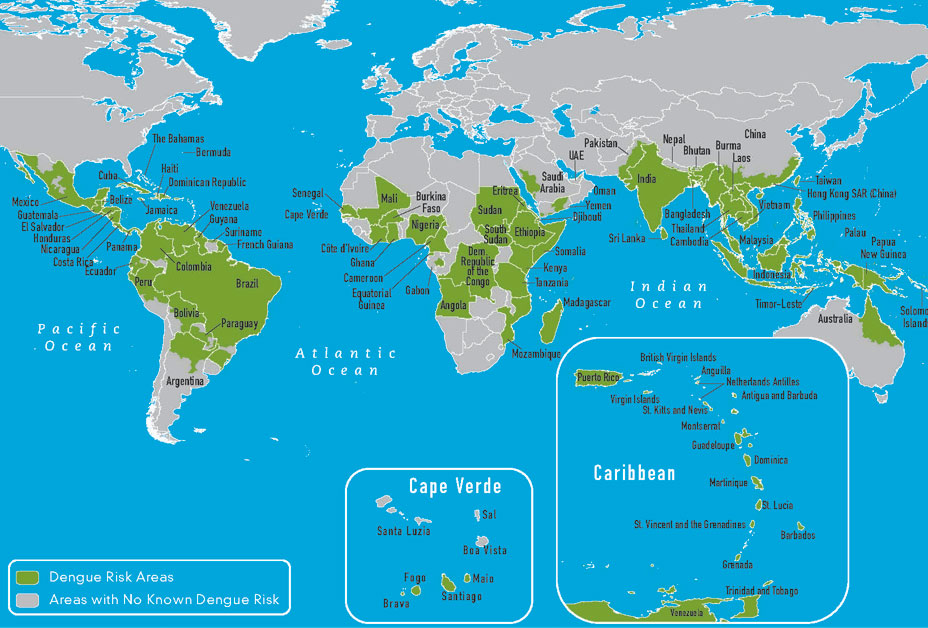 The Bahamas
Bermuda
Cuba
Haiti
Dominican Republic
Mexico
Belize
Jamaica
Guatemala
El Salvador
Honduras
Nicaragua
Costa Rica
Panama
Venezuela
Guyana
Suriname
French Guiana
Ecuador
Colombia
Peru
Brazil
Bolivia
Paraguay
Argentina
Pacific
Ocean
Atlantic
Ocean
Senegal
Cape Verde
Mali
Burkina
Faso
Nigeria
Côte d'Ivoire
Ghana
Cameroon
Equatorial
Guinea
Gabon
Eritrea
Sudan
South
Sudan
Ethiopia
Dem.
Republic
of the
Congo
Angola
Saudi
Arabia
UAE
Oman
Yemen
Djibouti
Somalia
Kenya
Tanzania
Madagascar
Mozambique
Pakistan
Nepal
Bhutan
Burma
Laos
China
India
Taiwan
Hong Kong SAR (China)
Bangladesh
Thailand
Cambodia
Vietnam
Philippines
Sri Lanka
Malaysia
Palau
Papua
New Guinea
Indonesia
Timor-Leste
Solomo
Island
Australia
Indian
Ocean
British Virgin Islands
Puerto Rico
Anguilla
Netherlands Antilles
Virgin Islands
Antigua and Barbuda
St. Kitts and Nevis
Montserrat
Guadeloupe
Caribbean
Dominica
Martinique
St. Lucia
St. Vincent and the Grenadines
Barbados
Grenada
Trinidad and Tobago
Venezuela
Cape Verde
Sal
Santa Luzia
Boa Vista
Fogo
Maio
Brava
Santiago
Dengue Risk Areas
Areas with No Known Dengue Risk